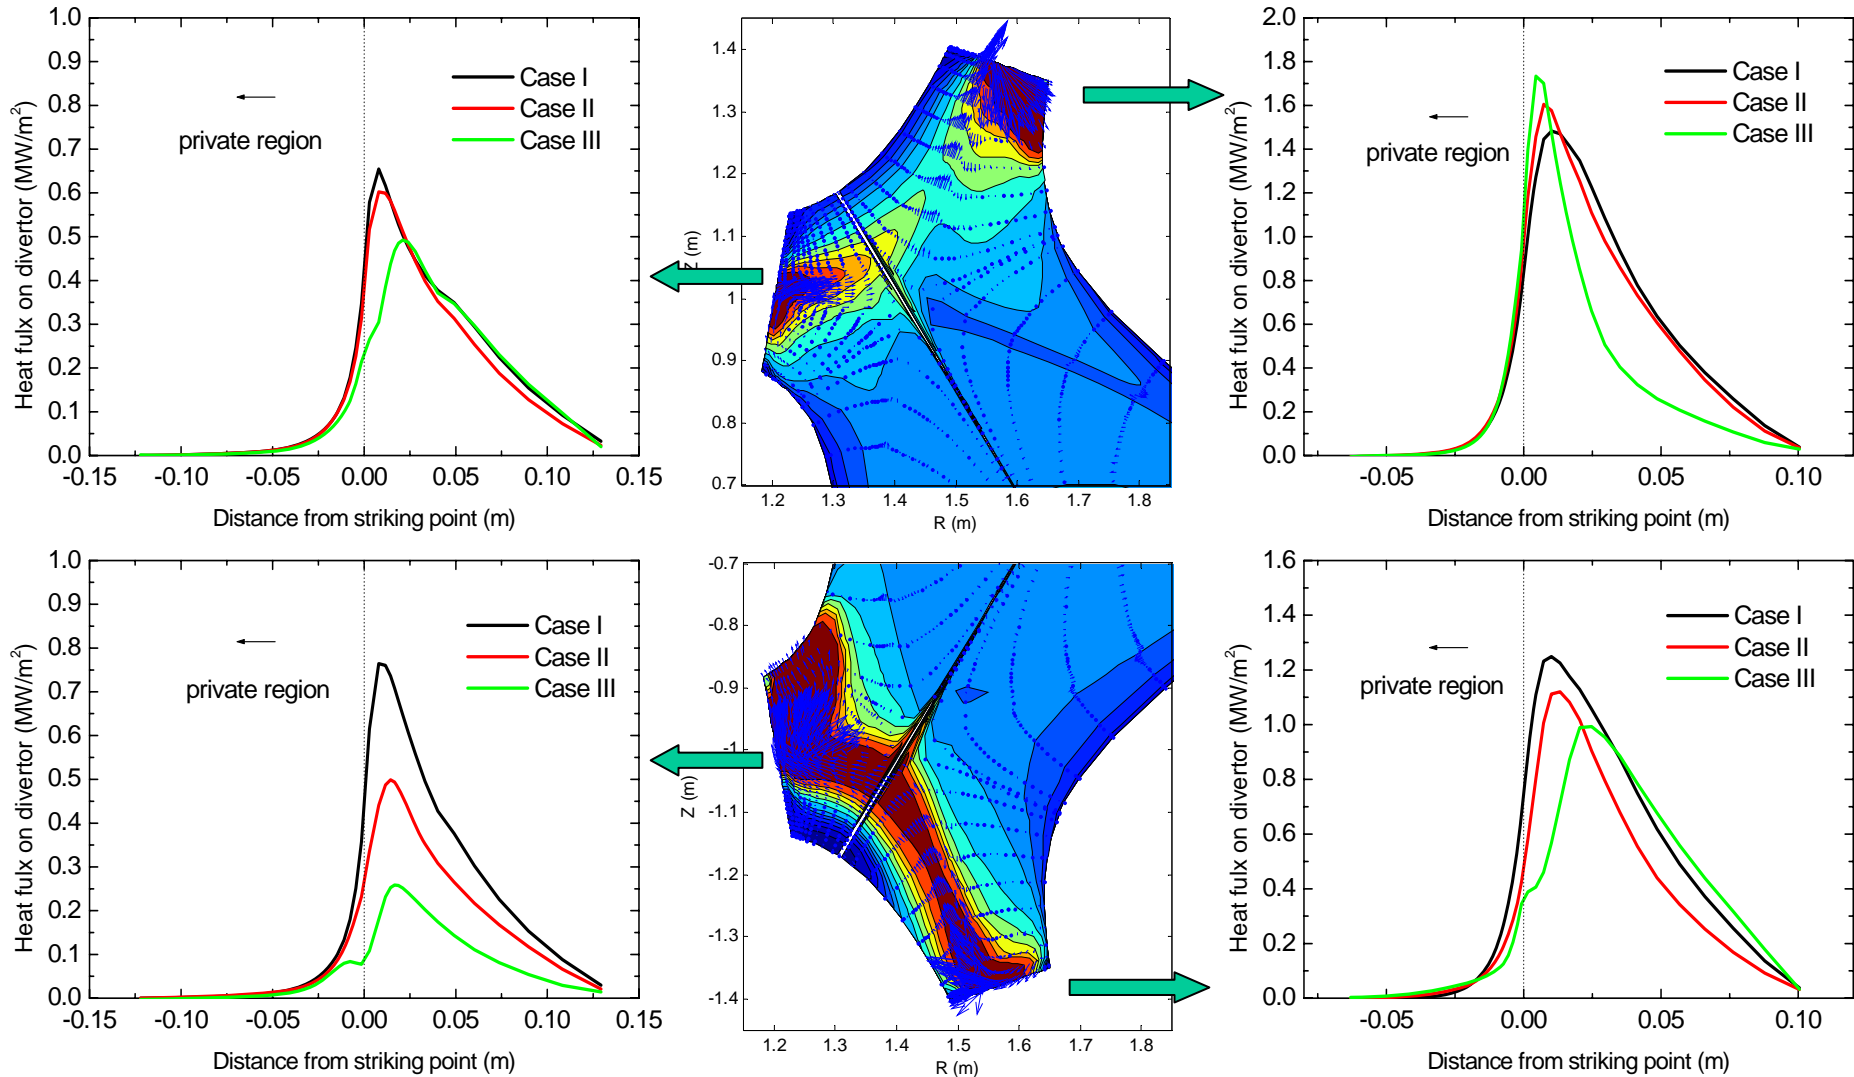 1.0
0.9
0.8
0.7
0.6
0.5
0.4
0.3
0.2
0.1
0.0
-0.15 -0.10 -0.05 0.00 0.05 0.10 0.15
Heat fulx on divertor (MW/m2)
Distance from striking point (m)
private region
Case I
Case II
Case III
1.4
1.3
1.2
1.1
1
0.9
0.8
0.7
1.2 1.3 1.4 1.5 1.6 1.7 1.8
Z (m)
R (m)
2.0
1.8
1.6
1.4
1.2
1.0
0.8
0.6
0.4
0.2
0.0
-0.05 0.00 0.05 0.10
Heat fulx on divertor (MW/m2)
Distance from striking point (m)
private region
Case I
Case II
Case III
1.0
0.9
0.8
0.7
0.6
0.5
0.4
0.3
0.2
0.1
0.0
-0.15 -0.10 -0.05 0.00 0.05 0.10 0.15
Heat fulx on divertor (MW/m2)
Distance from striking point (m)
private region
Case I
Case II
Case III
-0.7
-0.8
-0.9
-1
-1.1
-1.2
-1.3
-1.4
1.2 1.3 1.4 1.5 1.6 1.7 1.8
Z (m)
R (m)
1.6
1.4
1.2
1.0
0.8
0.6
0.4
0.2
0.0
-0.05 0.00 0.05 0.10
Heat fulx on divertor (MW/m2)
Distance from striking point (m)
private region
Case I
Case II
Case III